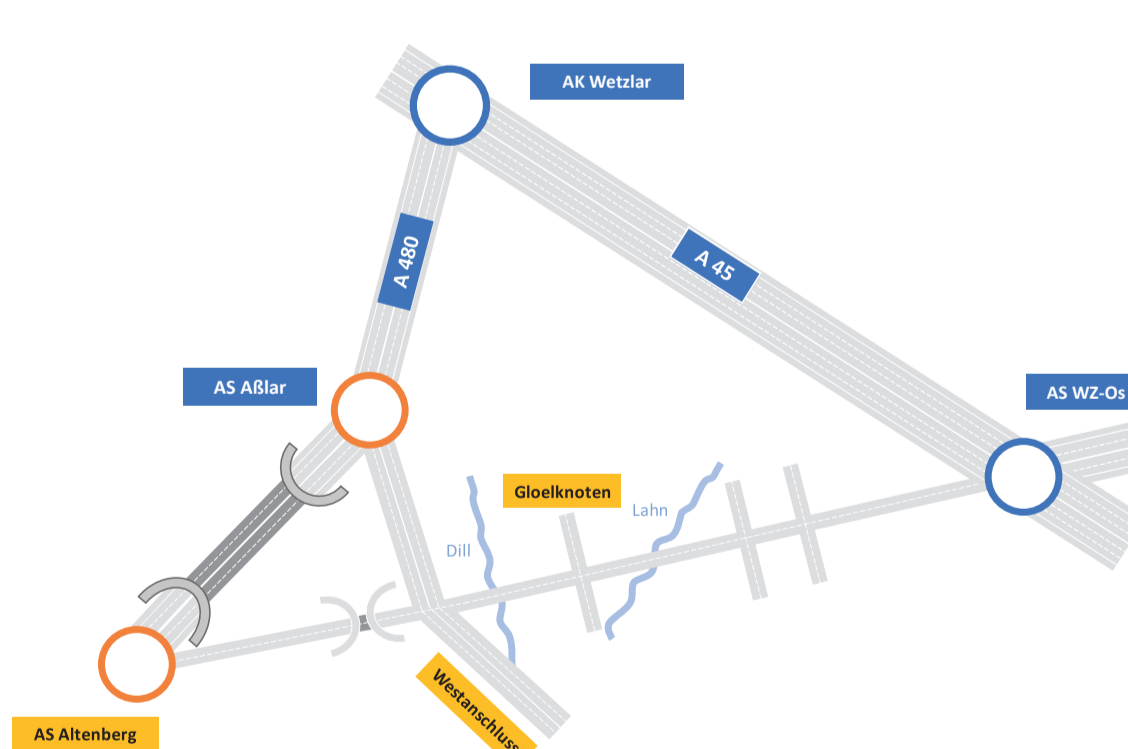 AK Wetzlar
A 480
A 45
AS Aßlar
AS WZ-Os
Gloelknoten
Lahn
Dill
Westanschluss
AS Altenberg